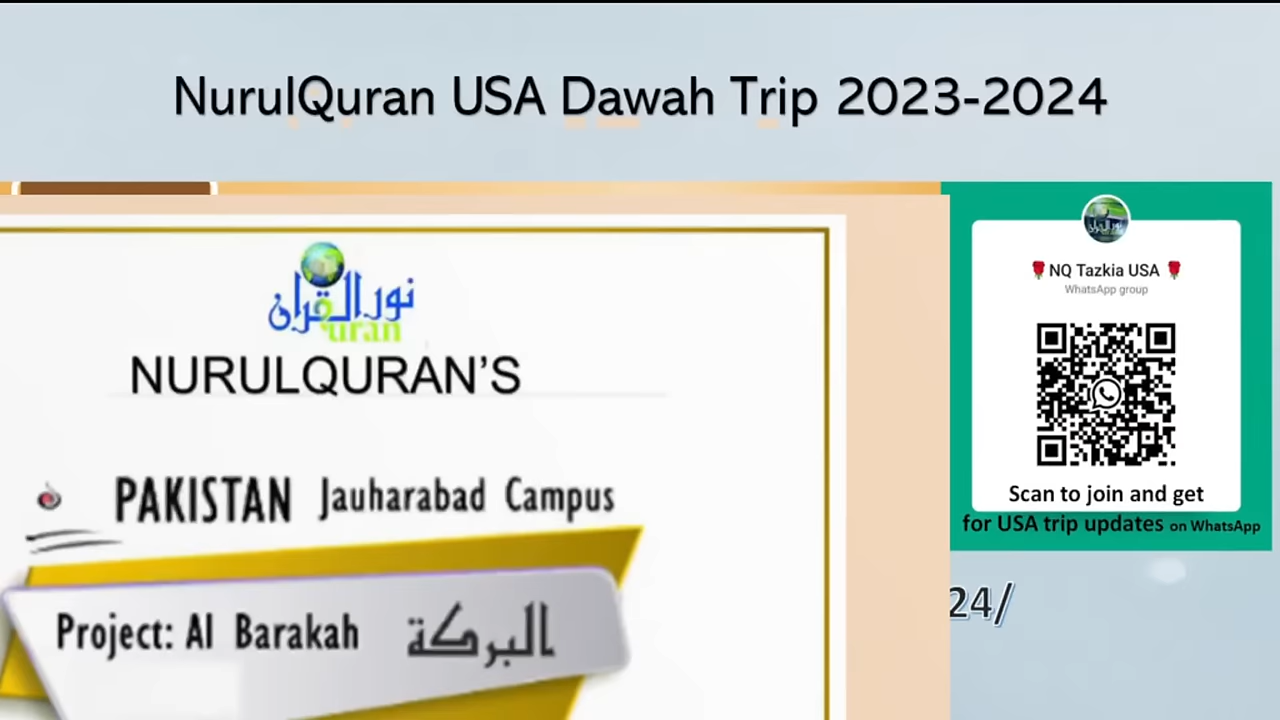 NurulQuran USA Dawah Trip 2023-2024
نور القرآن
uran
NURULQURAN’S
PAKISTAN Jauharabad Campus
Project: Al Barakah البركة
🌹NQ Tazkia USA 🌹
WhatsApp group
Scan to join and get
for USA trip updates on WhatsApp
24/